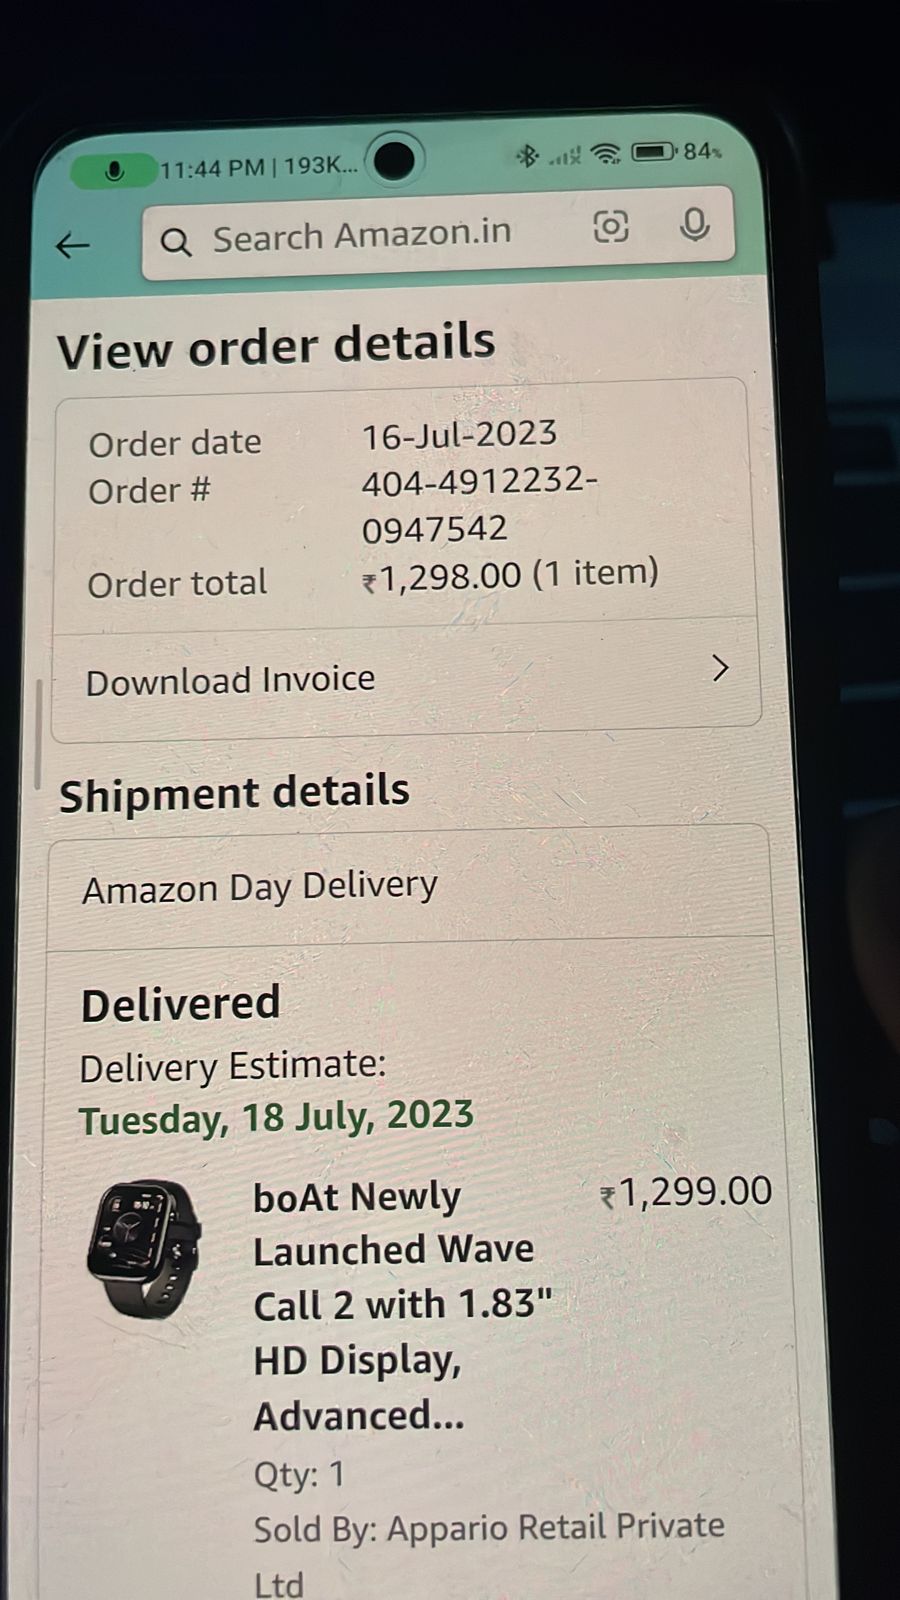 11:44 PM | 193K... 84%
Search Amazon.in
View order details
Order date 16-Jul-2023
Order # 404-4912232-
0947542
Order total ₹1,298.00 (1 item)
Download Invoice
Shipment details
Amazon Day Delivery
Delivered
Delivery Estimate:
Tuesday, 18 July, 2023
boAt Newly ₹1,299.00
Launched Wave
Call 2 with 1.83"
HD Display,
Advanced...
Qty: 1
Sold By: Appario Retail Private
Ltd